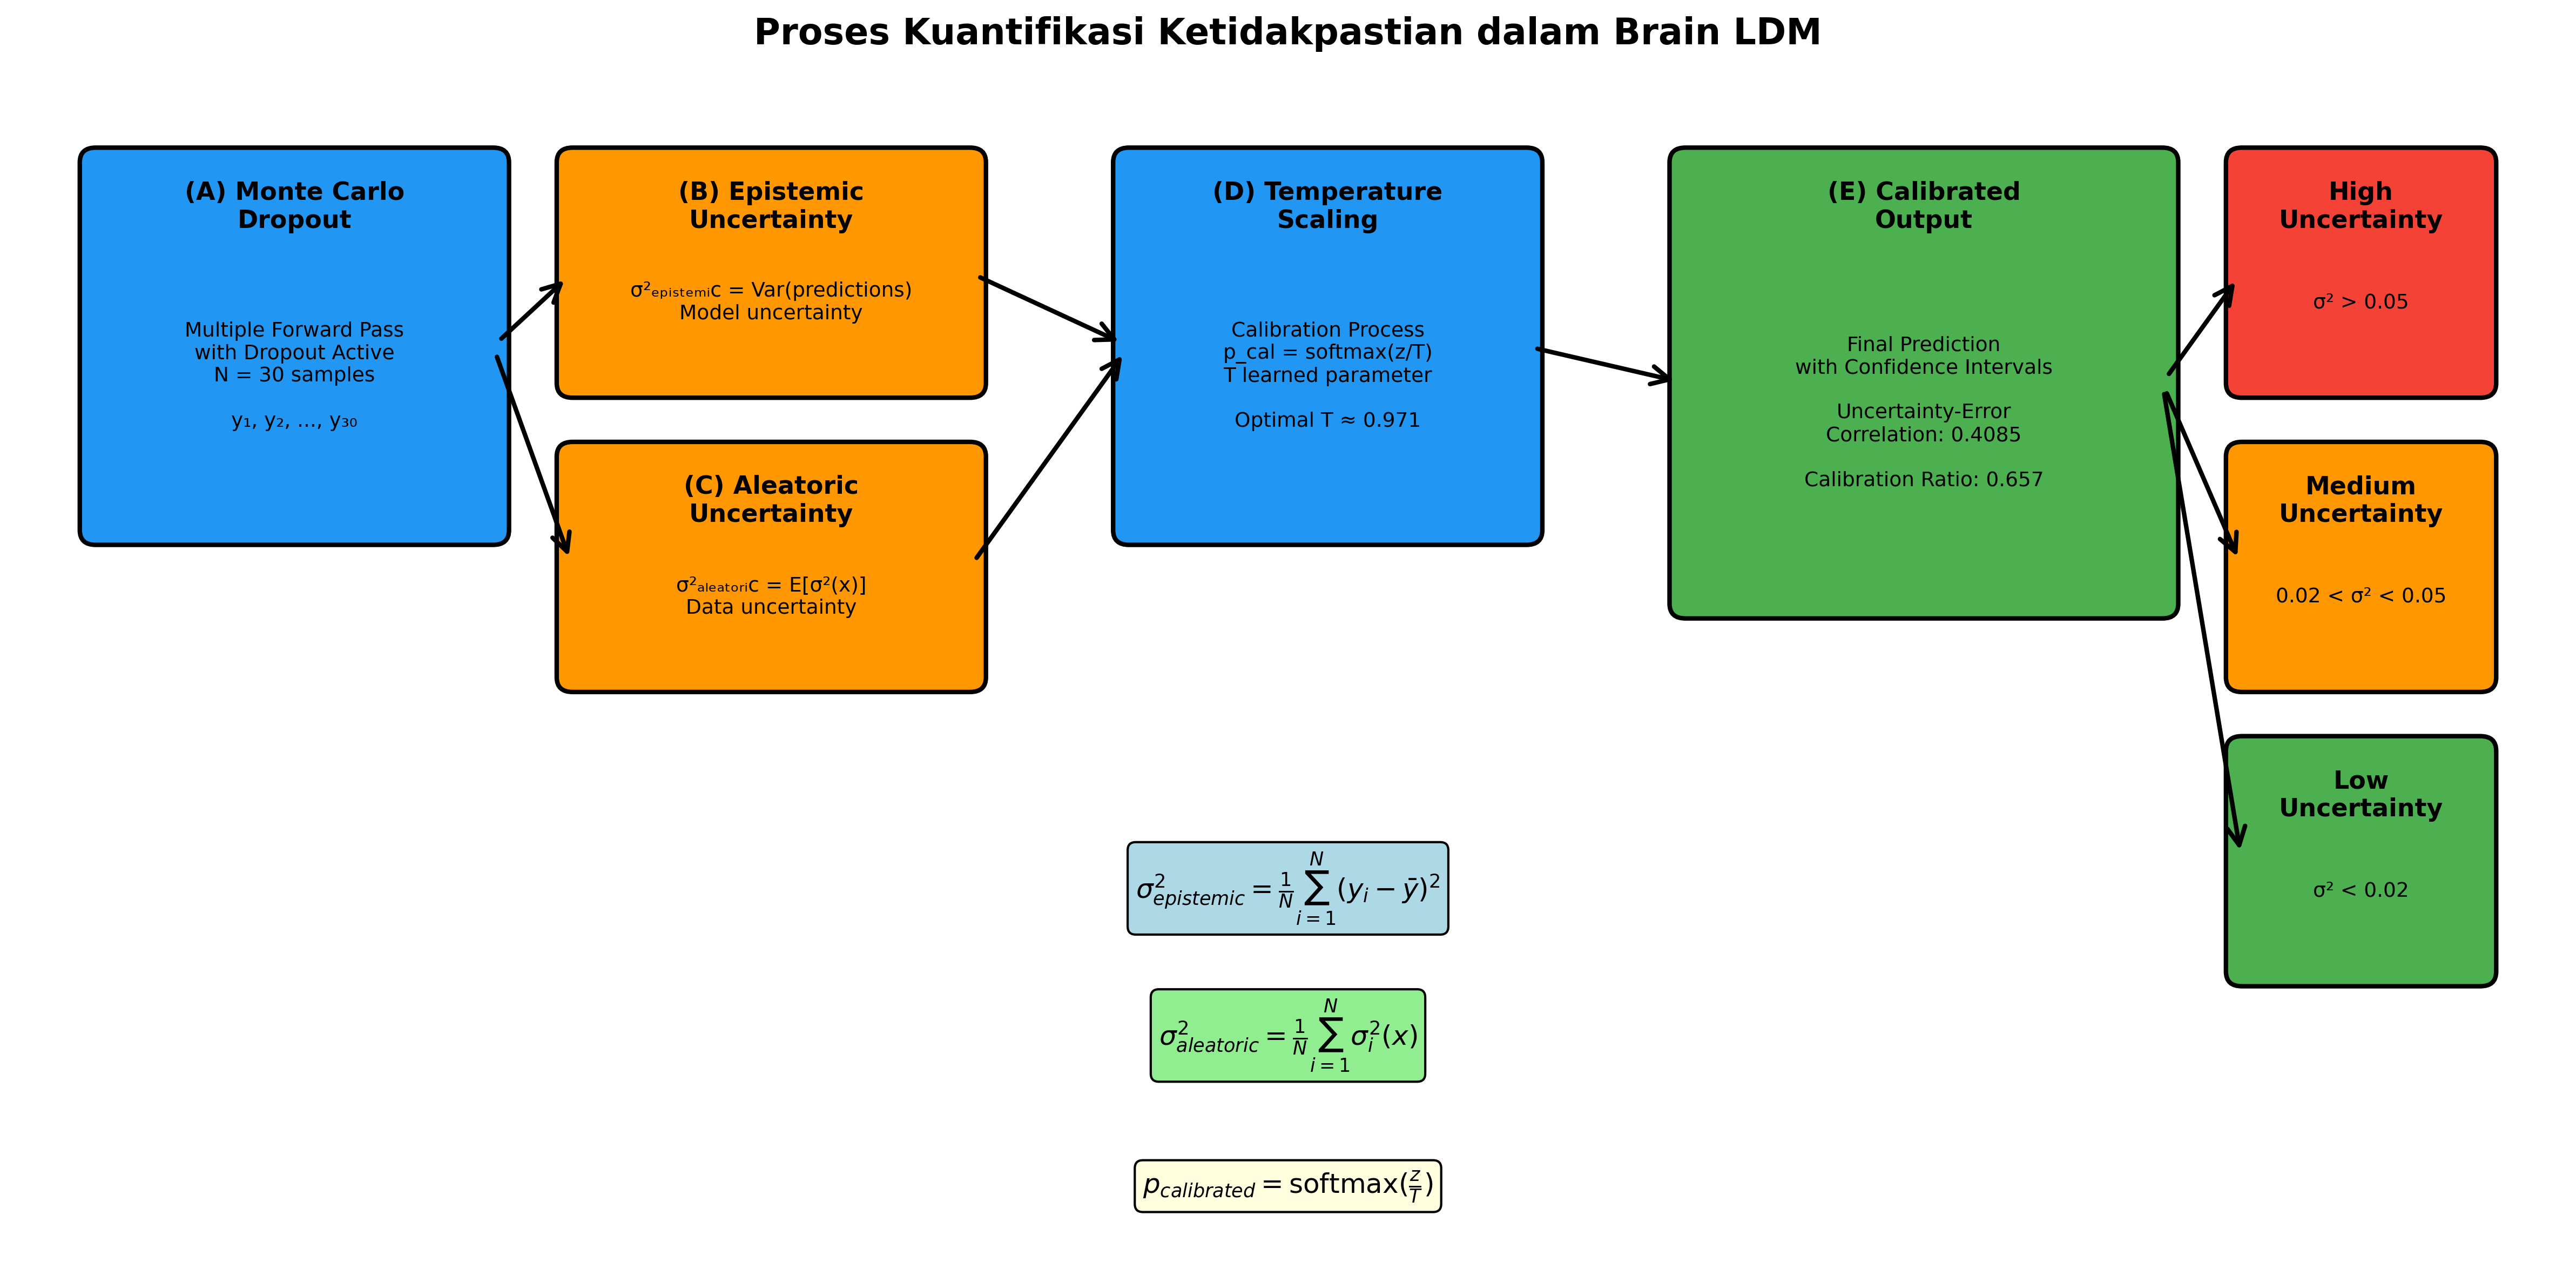 Proses Kuantifikasi Ketidakpastian dalam Brain LDM
(A) Monte Carlo
Dropout
Multiple Forward Pass
with Dropout Active
N = 30 samples
y₁, y₂, ..., y₃₀
(B) Epistemic
Uncertainty
σ²ₑₚᵢₛₜₑₘᵢc = Var(predictions)
Model uncertainty
(C) Aleatoric
Uncertainty
σ²ₐₗₑₐₜₒᵣᵢc = E[σ²(x)]
Data uncertainty
(D) Temperature
Scaling
Calibration Process
p_cal = softmax(z/T)
T learned parameter
Optimal T ≈ 0.971
(E) Calibrated
Output
Final Prediction
with Confidence Intervals
Uncertainty-Error
Correlation: 0.4085
Calibration Ratio: 0.657
High
Uncertainty
σ² > 0.05
Medium
Uncertainty
0.02 < σ² < 0.05
Low
Uncertainty
σ² < 0.02
$\sigma^2_{epistemic} = \frac{1}{N}\sum_{i=1}^{N}(y_i - \bar{y})^2$
$\sigma^2_{aleatoric} = \frac{1}{N}\sum_{i=1}^{N}\sigma_i^2(x)$
$p_{calibrated} = \mathrm{softmax}(\frac{z}{T})$